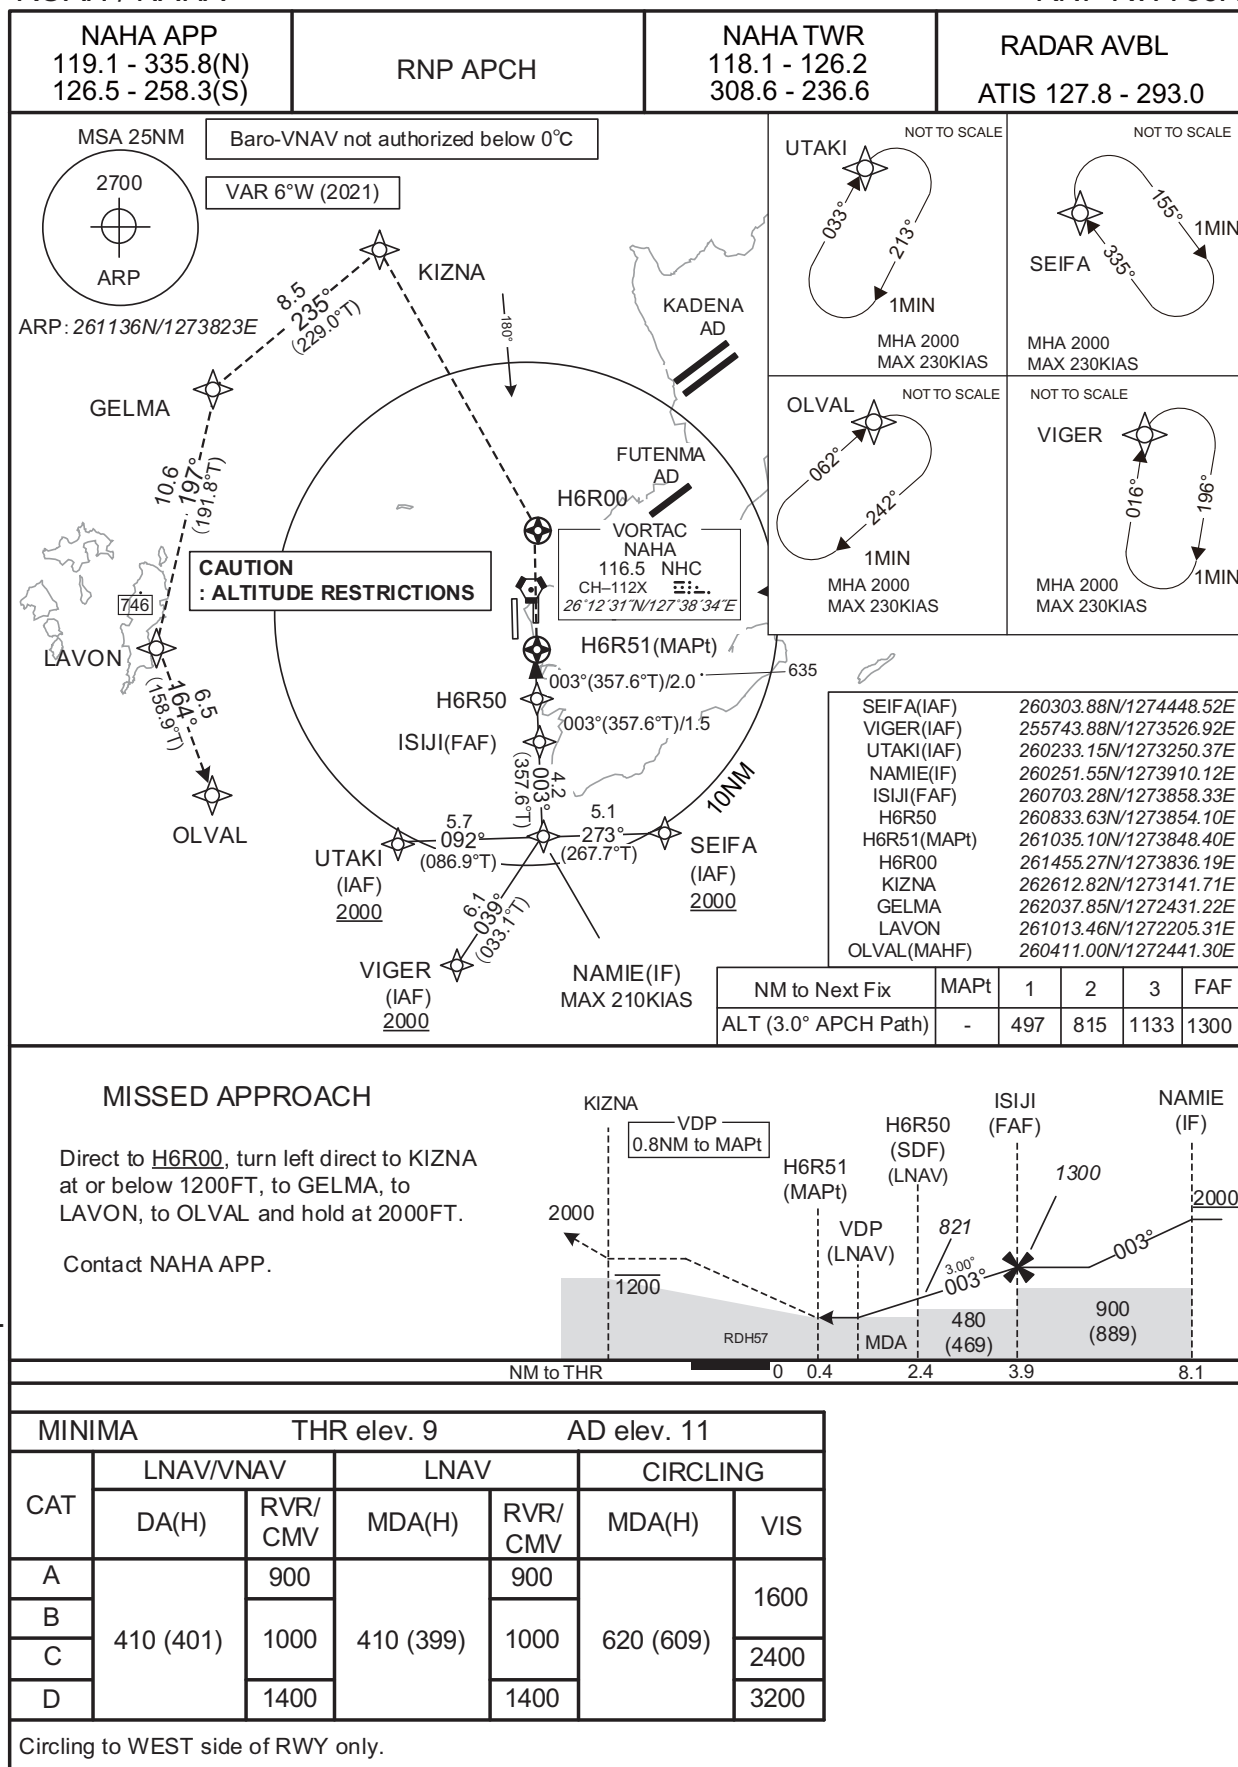 NAHA APP
119.1 - 335.8(N)
126.5 - 258.3(S)
RNP APCH
NAHA TWR
118.1 - 126.2
308.6 - 236.6
RADAR AVBL
ATIS 127.8 - 293.0
MSA 25NM
2700
ARP
ARP: 261136N/1273823E
Baro-VNAV not authorized below 0°C
VAR 6°W (2021)
KIZNA
8.5
235°
(229.0°T)
180°
GELMA
10.6
197°
(191.8°T)
KADENA
AD
FUTENMA
AD
H6R00
VORTAC
NAHA
116.5 NHC
CH–112X
26°12´31˝N/127°38´34˝E
CAUTION
: ALTITUDE RESTRICTIONS
746
LAVON
6.5
164°
(158.9°T)
OLVAL
H6R51(MAPt)
635
003°(357.6°T)/2.0
H6R50
003°(357.6°T)/1.5
ISIJI(FAF)
4.2
003°
(357.6°T)
10NM
5.7
092°
(086.9°T)
5.1
273°
(267.7°T)
UTAKI
(IAF)
2000
SEIFA
(IAF)
2000
6.1
039°
(033.1°T)
VIGER
(IAF)
2000
NAMIE(IF)
MAX 210KIAS
NOT TO SCALE
UTAKI
033°
213°
1MIN
MHA 2000
MAX 230KIAS
NOT TO SCALE
SEIFA
155°
335°
1MIN
MHA 2000
MAX 230KIAS
NOT TO SCALE
OLVAL
062°
242°
1MIN
MHA 2000
MAX 230KIAS
NOT TO SCALE
VIGER
016°
196°
1MIN
MHA 2000
MAX 230KIAS
SEIFA(IAF) 260303.88N/1274448.52E
VIGER(IAF) 255743.88N/1273526.92E
UTAKI(IAF) 260233.15N/1273250.37E
NAMIE(IF) 260251.55N/1273910.12E
ISIJI(FAF) 260703.28N/1273858.33E
H6R50 260833.63N/1273854.10E
H6R51(MAPt) 261035.10N/1273848.40E
H6R00 261455.27N/1273836.19E
KIZNA 262612.82N/1273141.71E
GELMA 262037.85N/1272431.22E
LAVON 261013.46N/1272205.31E
OLVAL(MAHF) 260411.00N/1272441.30E
NM to Next Fix MAPt 1 2 3 FAF
ALT (3.0° APCH Path) - 497 815 1133 1300
MISSED APPROACH
Direct to H6R00, turn left direct to KIZNA
at or below 1200FT, to GELMA, to
LAVON, to OLVAL and hold at 2000FT.
Contact NAHA APP.
KIZNA
VDP
0.8NM to MAPt
H6R51
(MAPt)
VDP
(LNAV)
H6R50
(SDF)
(LNAV)
ISIJI
(FAF)
NAMIE
(IF)
2000
1200
821
1300
2000
3.00°
003°
003°
RDH57
MDA
480
(469)
900
(889)
NM to THR 0 0.4 2.4 3.9 8.1
MINIMA THR elev. 9 AD elev. 11
CAT LNAV/VNAV LNAV CIRCLING
DA(H) RVR/CMV MDA(H) RVR/CMV MDA(H) VIS
A 900 900 1600
B
410 (401) 1000 410 (399) 1000 620 (609)
C 2400
D 1400 1400 3200
Circling to WEST side of RWY only.